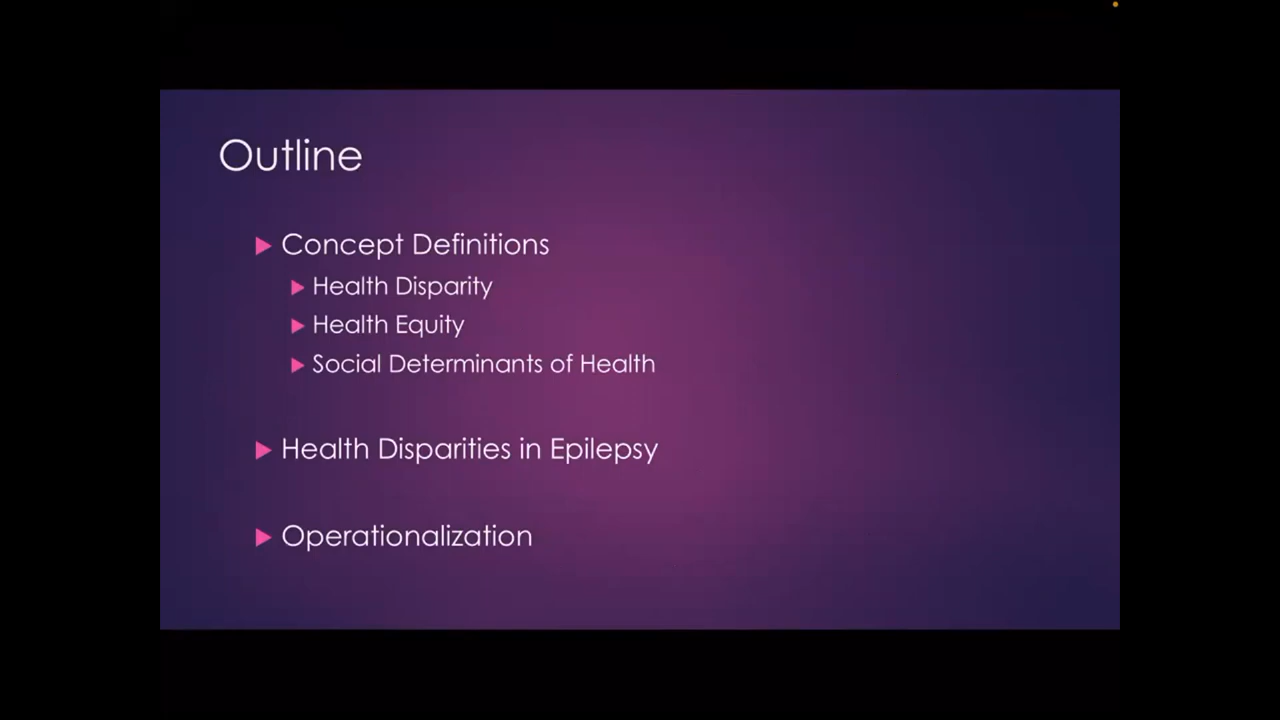 Outline
Concept Definitions
Health Disparity
Health Equity
Social Determinants of Health
Health Disparities in Epilepsy
Operationalization